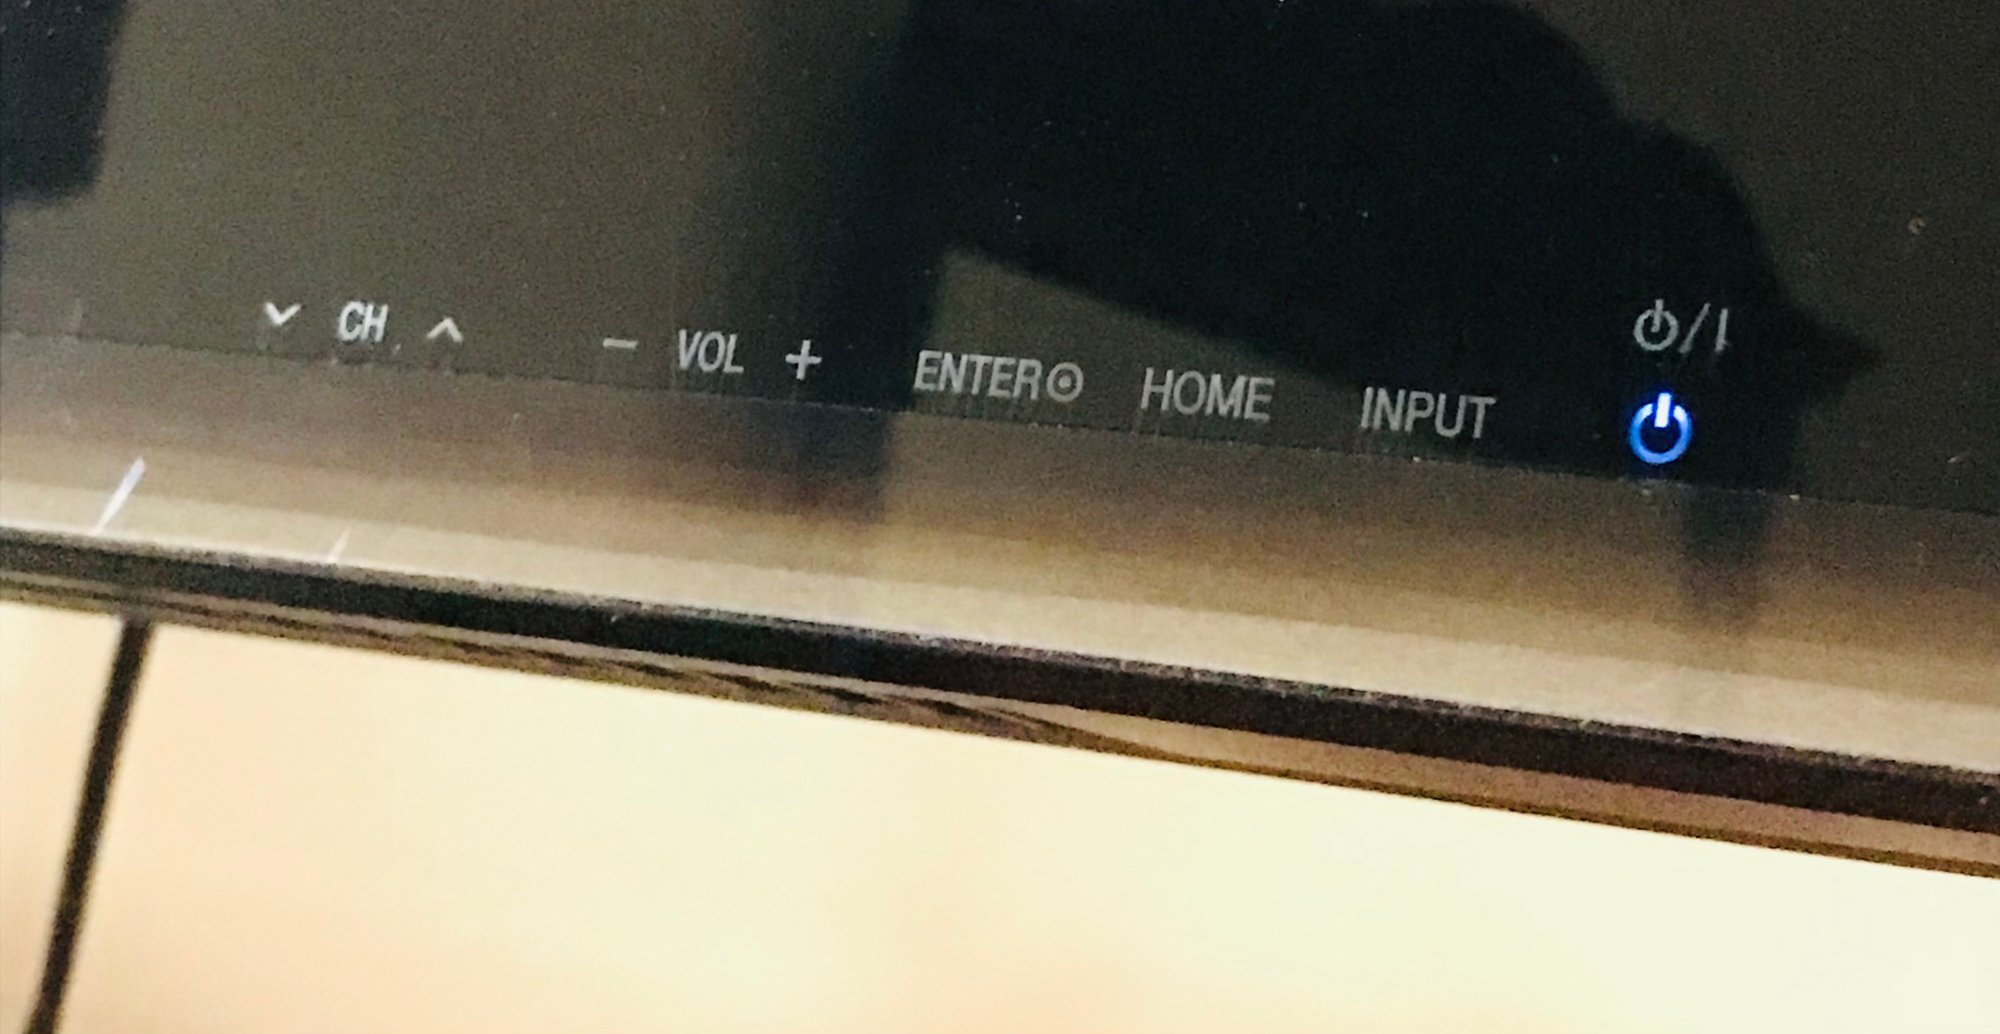 ∨ CH ∧ − VOL + ENTER⊙ HOME INPUT ⏻/I